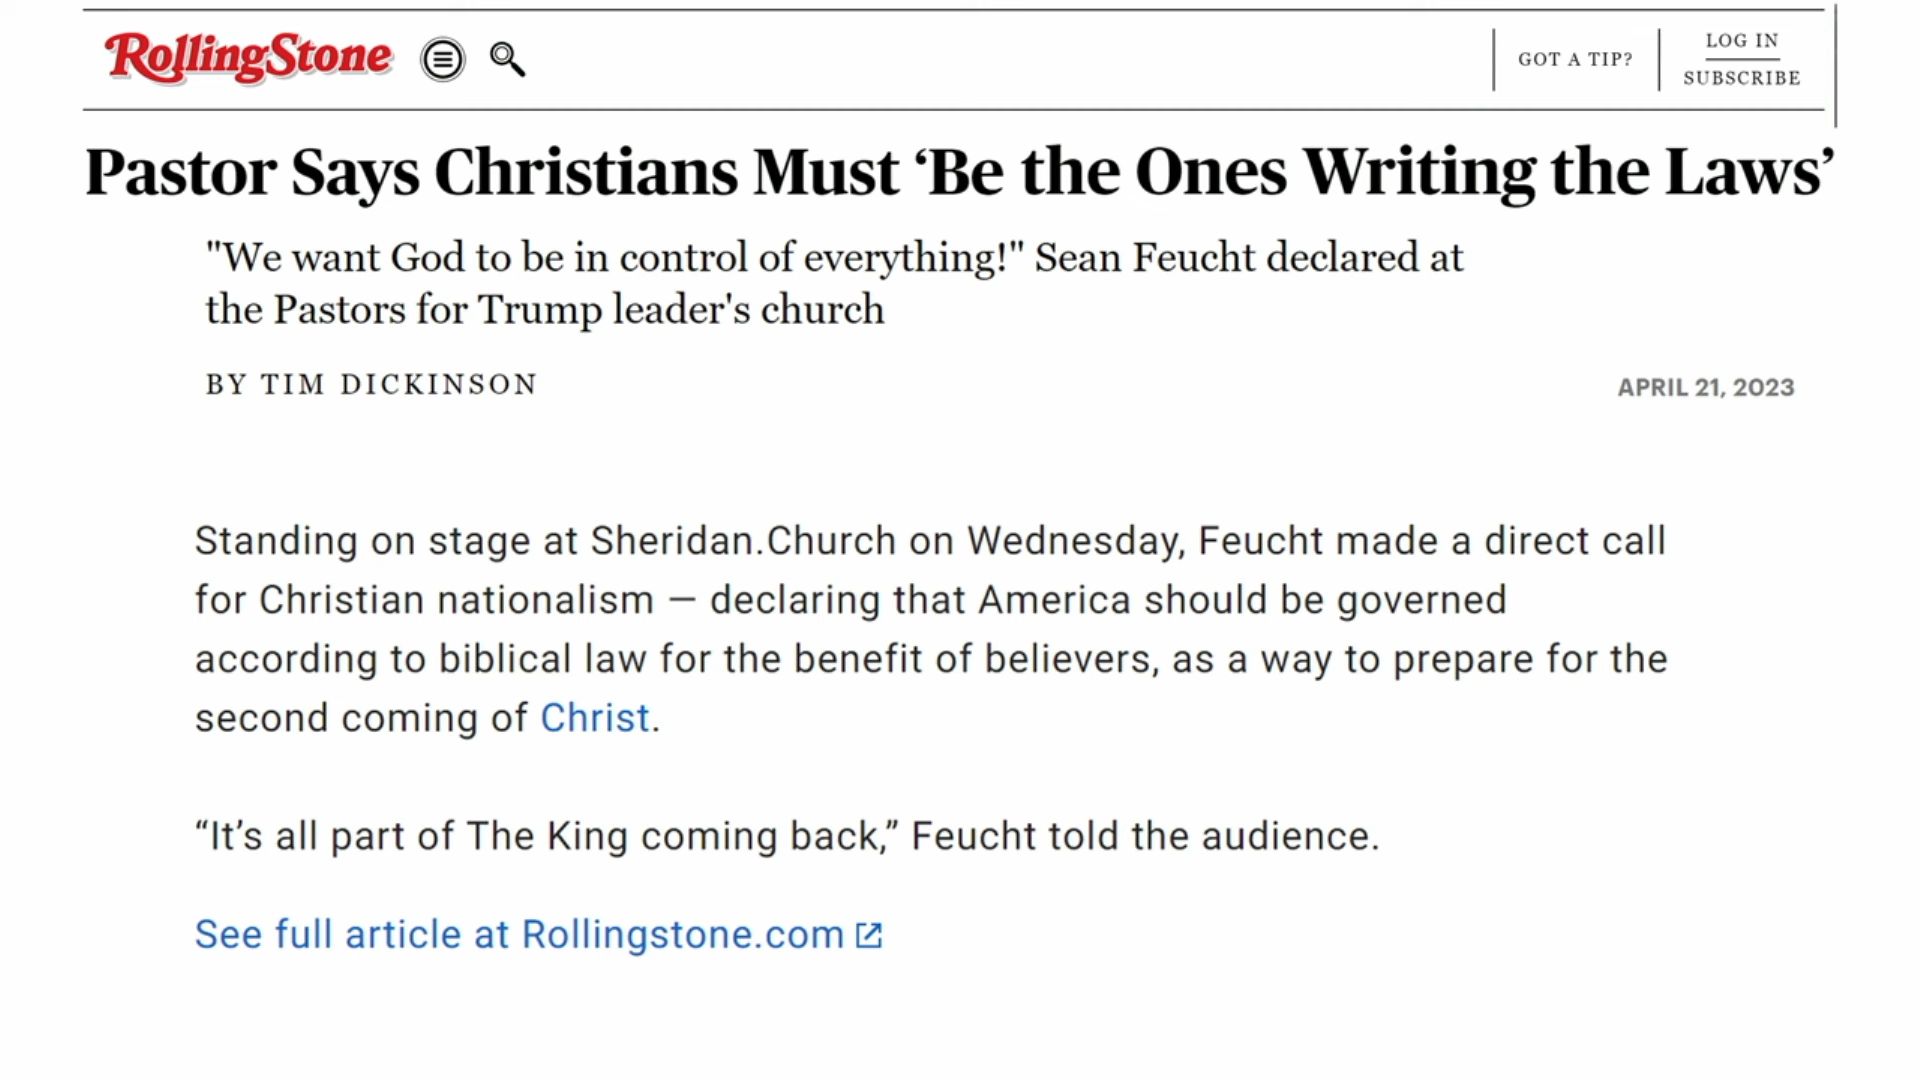 RollingStone
GOT A TIP?
LOG IN
SUBSCRIBE
Pastor Says Christians Must ‘Be the Ones Writing the Laws’
"We want God to be in control of everything!" Sean Feucht declared at
the Pastors for Trump leader's church
BY TIM DICKINSON
APRIL 21, 2023
Standing on stage at Sheridan.Church on Wednesday, Feucht made a direct call
for Christian nationalism — declaring that America should be governed
according to biblical law for the benefit of believers, as a way to prepare for the
second coming of Christ.
“It’s all part of The King coming back,” Feucht told the audience.
See full article at Rollingstone.com